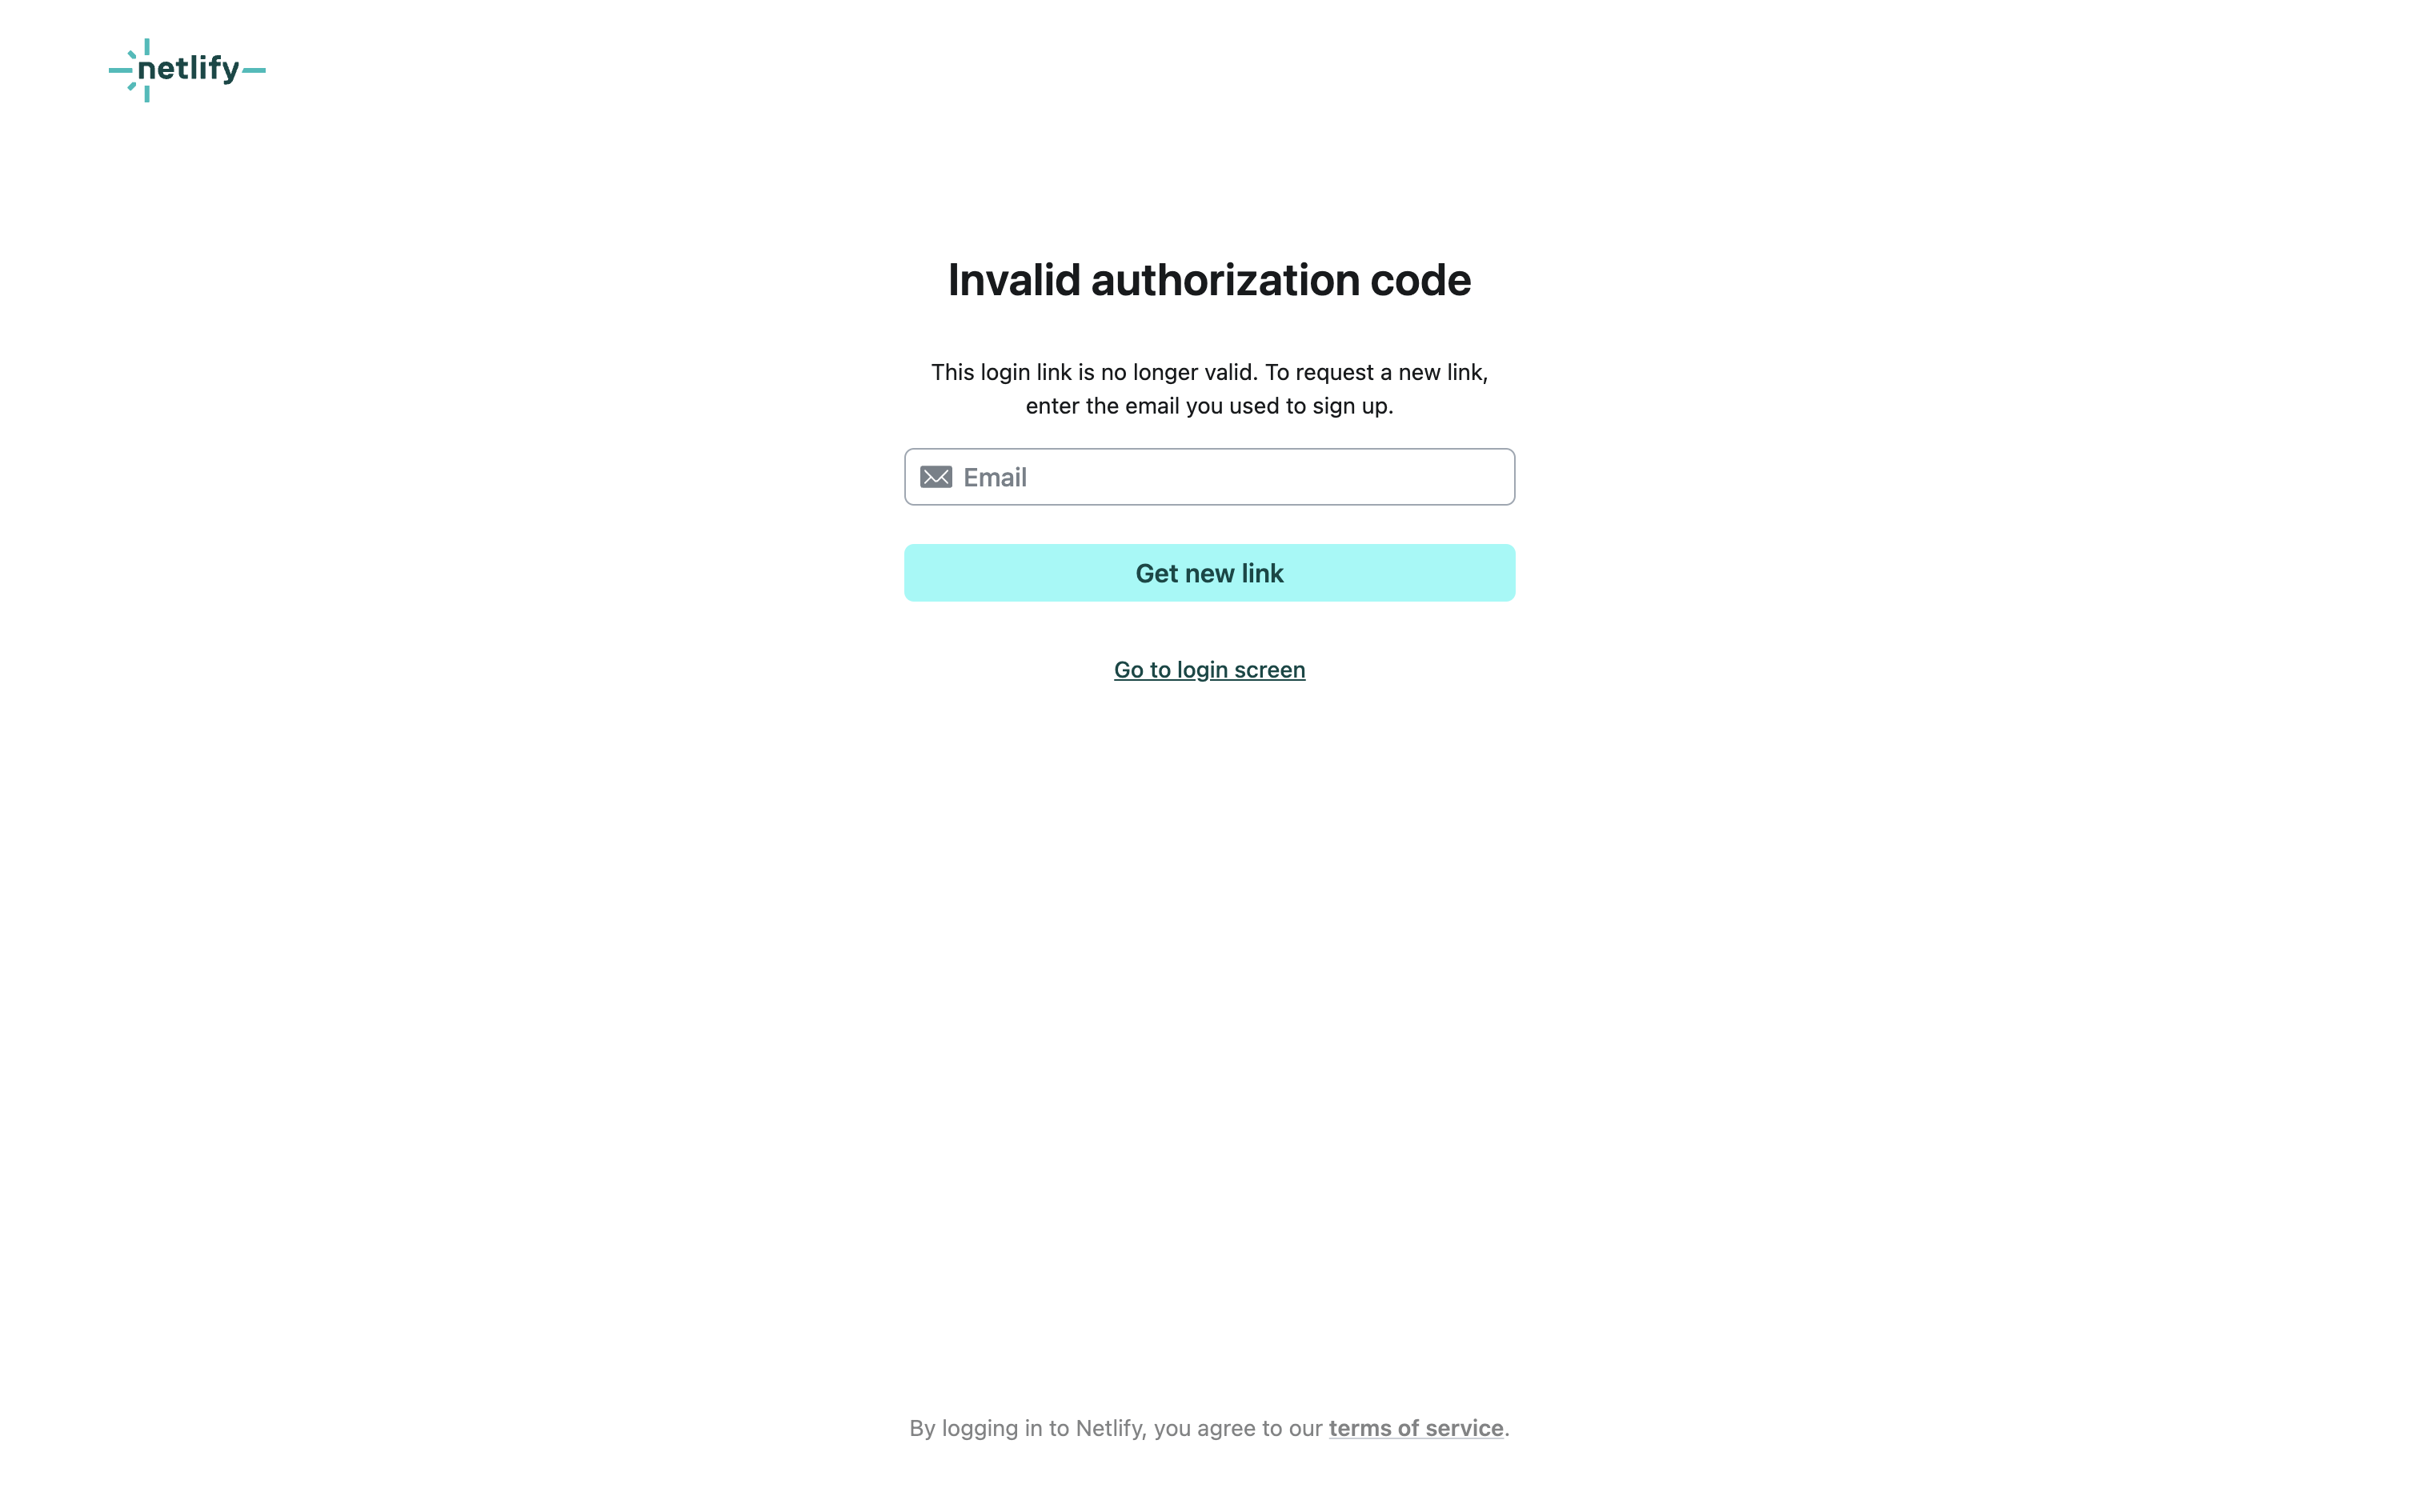 netlify
Invalid authorization code
This login link is no longer valid. To request a new link,
enter the email you used to sign up.
Email
Get new link
Go to login screen
By logging in to Netlify, you agree to our terms of service.